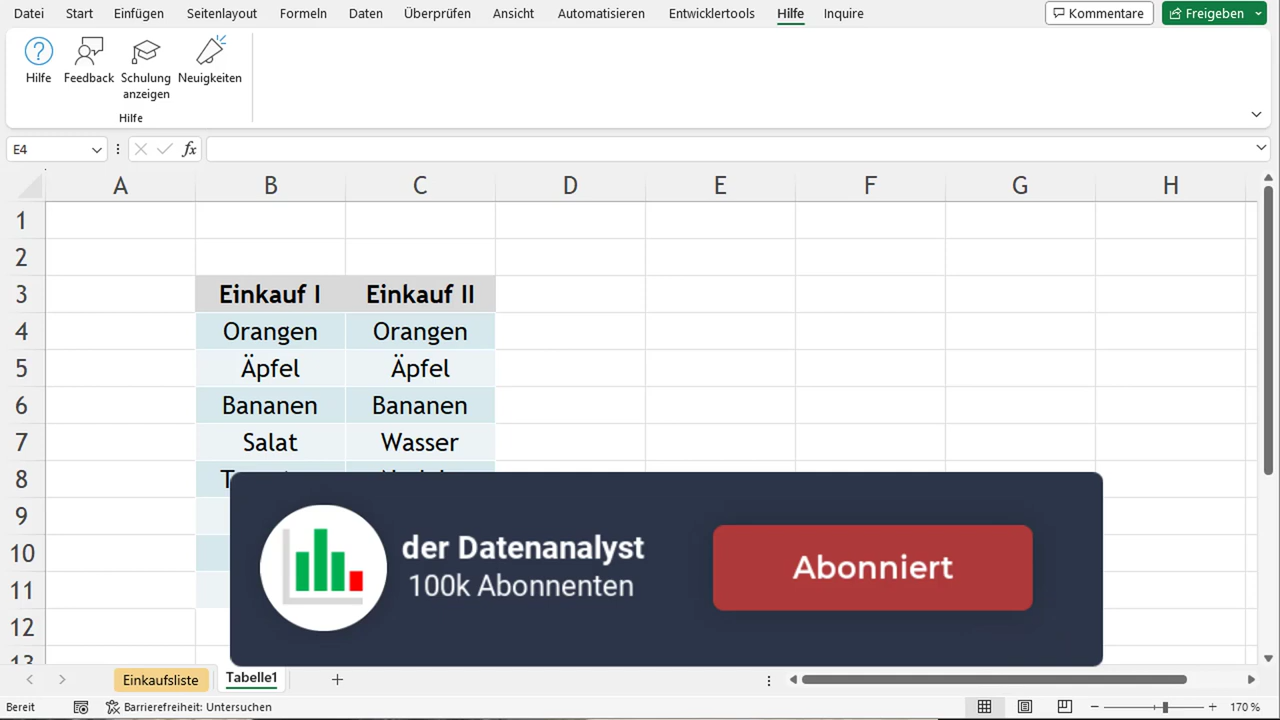 Datei Start Einfügen Seitenlayout Formeln Daten Überprüfen Ansicht Automatisieren Entwicklertools Hilfe Inquire Kommentare Freigeben
Hilfe Feedback Schulung anzeigen Neuigkeiten
Hilfe
E4 fx
A B C D E F G H
1
2
3 Einkauf I Einkauf II
4 Orangen Orangen
5 Äpfel Äpfel
6 Bananen Bananen
7 Salat Wasser
8
9
10
11
12
13
der Datenanalyst
100k Abonnenten
Abonniert
Einkaufsliste Tabelle1
Bereit Barrierefreiheit: Untersuchen 170 %